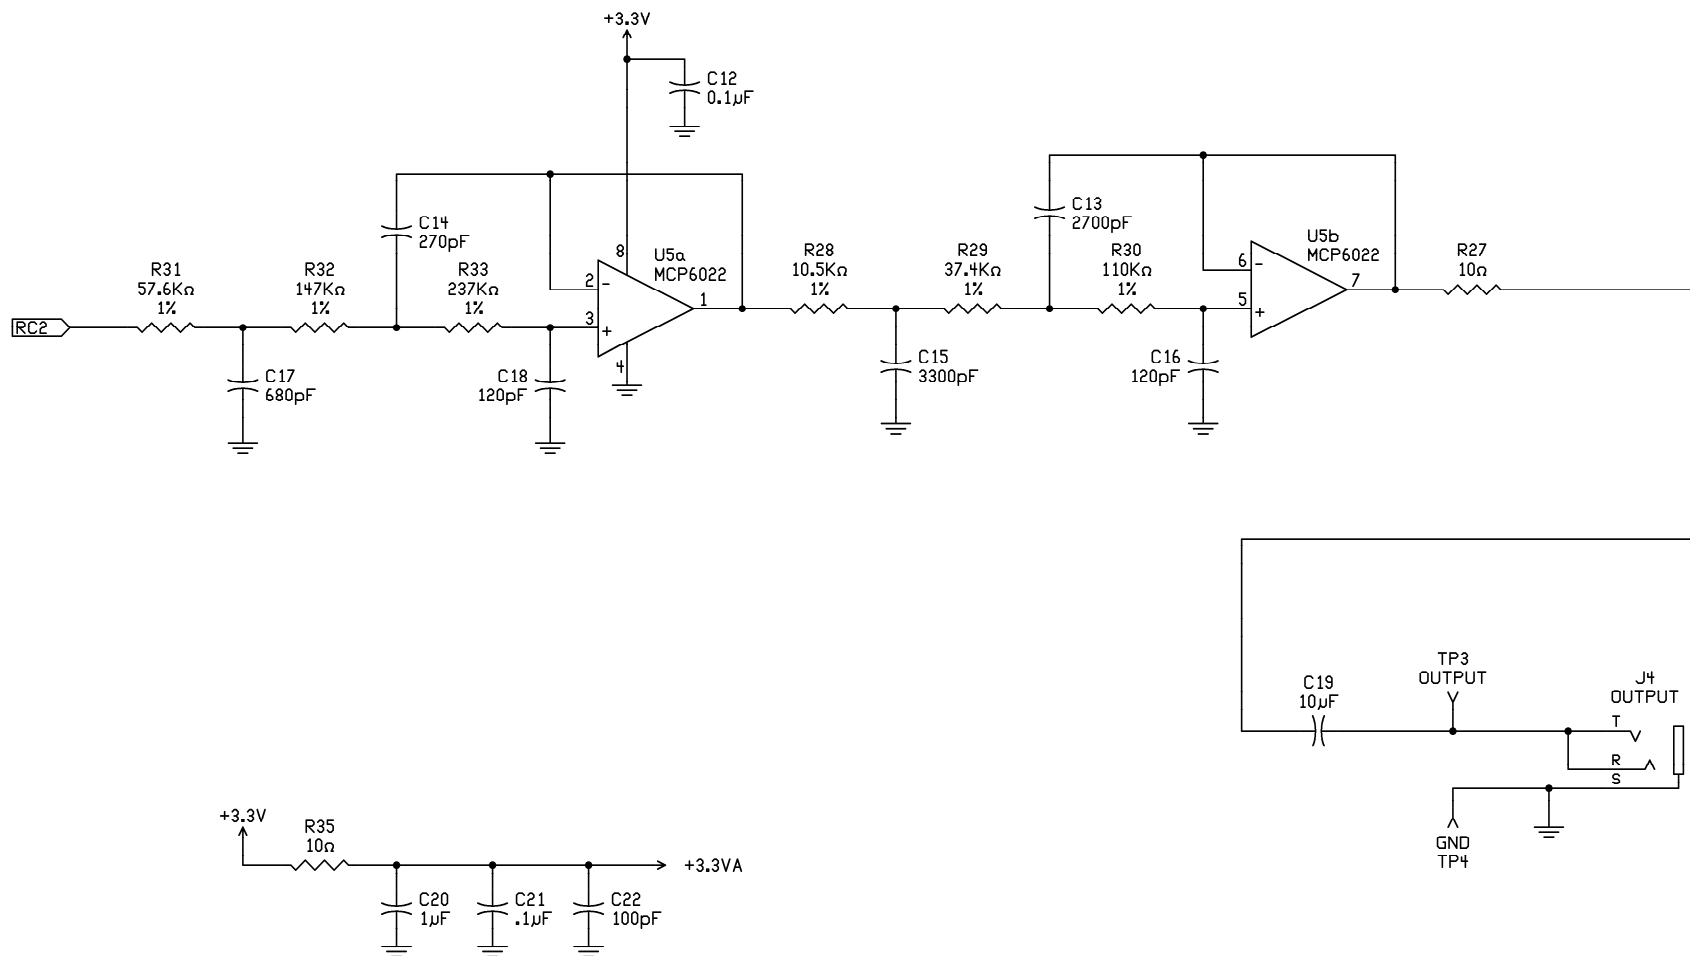 +3.3V
C12
0.1µF
C14
270pF
C13
2700pF
R31
57.6KΩ
1%
R32
147KΩ
1%
R33
237KΩ
1%
8
U5a
MCP6022
2
-
3
+
1
4
R28
10.5KΩ
1%
R29
37.4KΩ
1%
R30
110KΩ
1%
U5b
MCP6022
6
-
5
+
7
R27
10Ω
RC2
C17
680pF
C18
120pF
C15
3300pF
C16
120pF
TP3
OUTPUT
C19
10µF
J4
OUTPUT
T
R
S
GND
TP4
+3.3V
R35
10Ω
+3.3VA
C20
1µF
C21
.1µF
C22
100pF